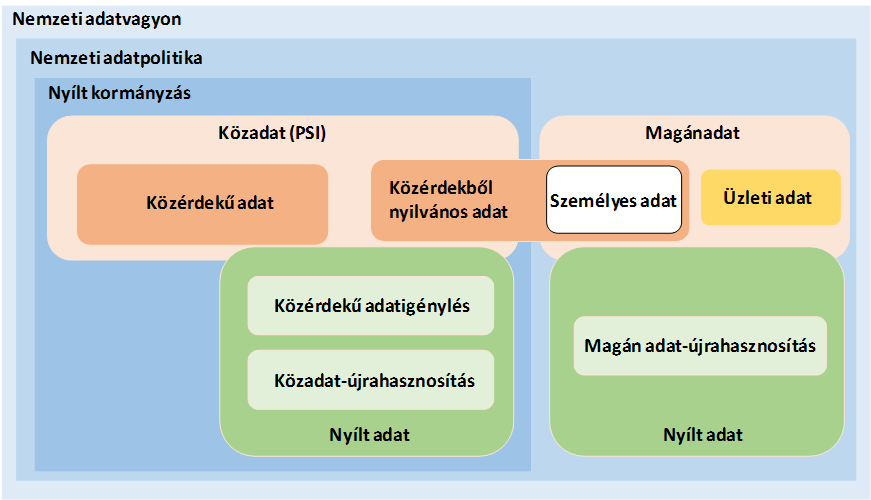 Nemzeti adatvagyon
Nemzeti adatpolitika
Nyílt kormányzás
Közadat (PSI)
Magánadat
Közérdekű adat
Közérdekből
nyilvános adat
Személyes adat
Üzleti adat
Közérdekű adatigénylés
Közadat-újrahasznosítás
Nyílt adat
Magán adat-újrahasznosítás
Nyílt adat